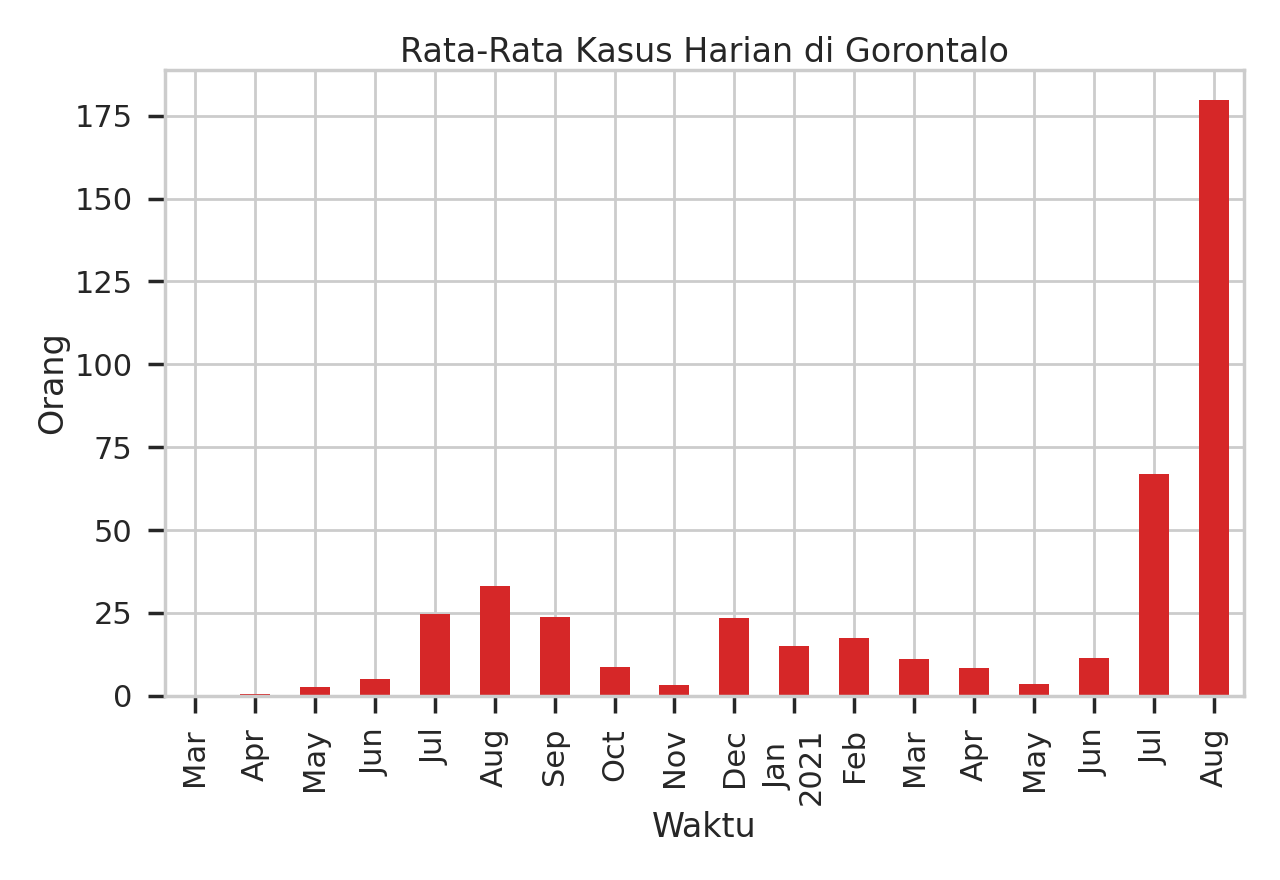 Rata-Rata Kasus Harian di Gorontalo
Orang
175
150
125
100
75
50
25
0
Mar
Apr
May
Jun
Jul
Aug
Sep
Oct
Nov
Dec
Jan
2021
Feb
Mar
Apr
May
Jun
Jul
Aug
Waktu